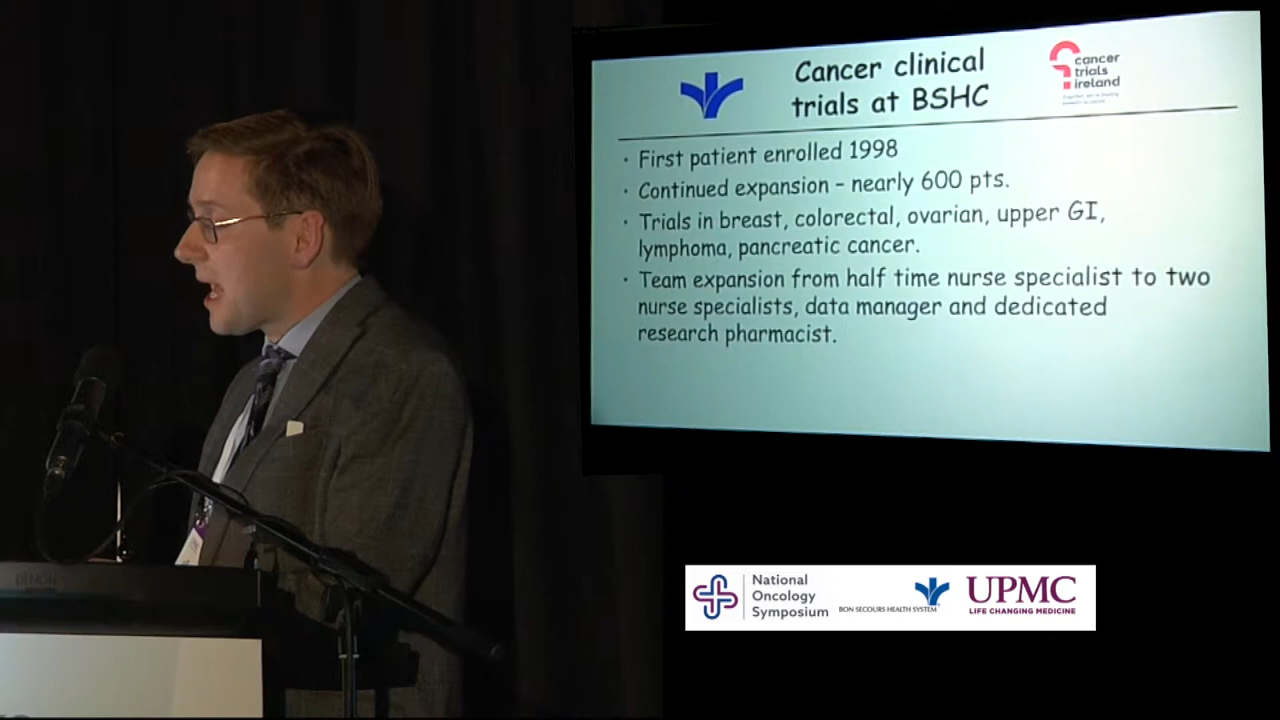 Cancer clinical
trials at BSHC
cancer
trials
ireland
· First patient enrolled 1998
· Continued expansion – nearly 600 pts.
· Trials in breast, colorectal, ovarian, upper GI,
lymphoma, pancreatic cancer.
· Team expansion from half time nurse specialist to two
nurse specialists, data manager and dedicated
research pharmacist.
DENON
National
Oncology
Symposium
BON SECOURS HEALTH SYSTEM
UPMC
LIFE CHANGING MEDICINE